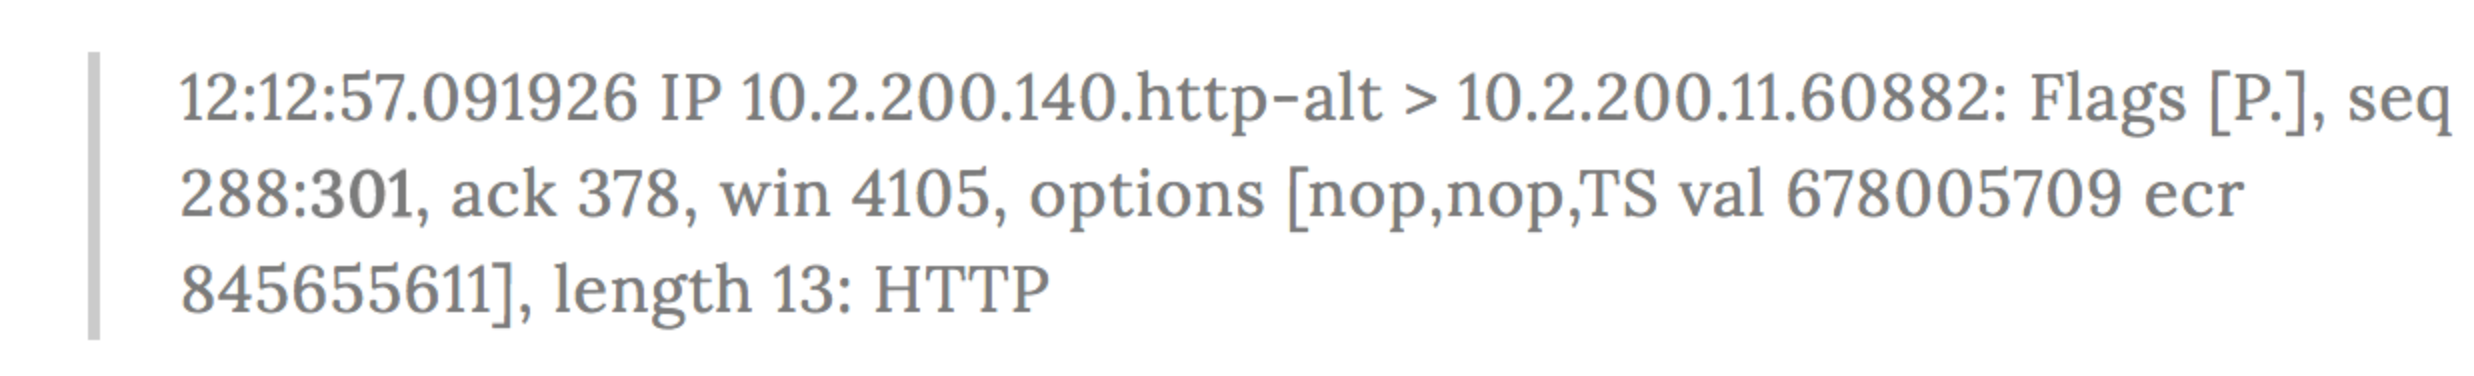 12:12:57.091926 IP 10.2.200.140.http-alt > 10.2.200.11.60882: Flags [P.], seq
288:301, ack 378, win 4105, options [nop,nop,TS val 678005709 ecr
845655611], length 13: HTTP